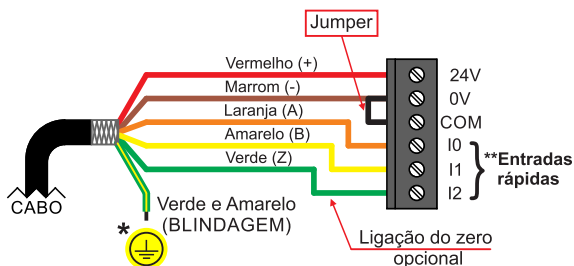 Jumper
Vermelho (+)
24V
Marrom (-)
0V
Laranja (A)
COM
Amarelo (B)
I0
Verde (Z)
I1
I2
**Entradas
rápidas
CABO
*
Verde e Amarelo
(BLINDAGEM)
Ligação do zero
opcional